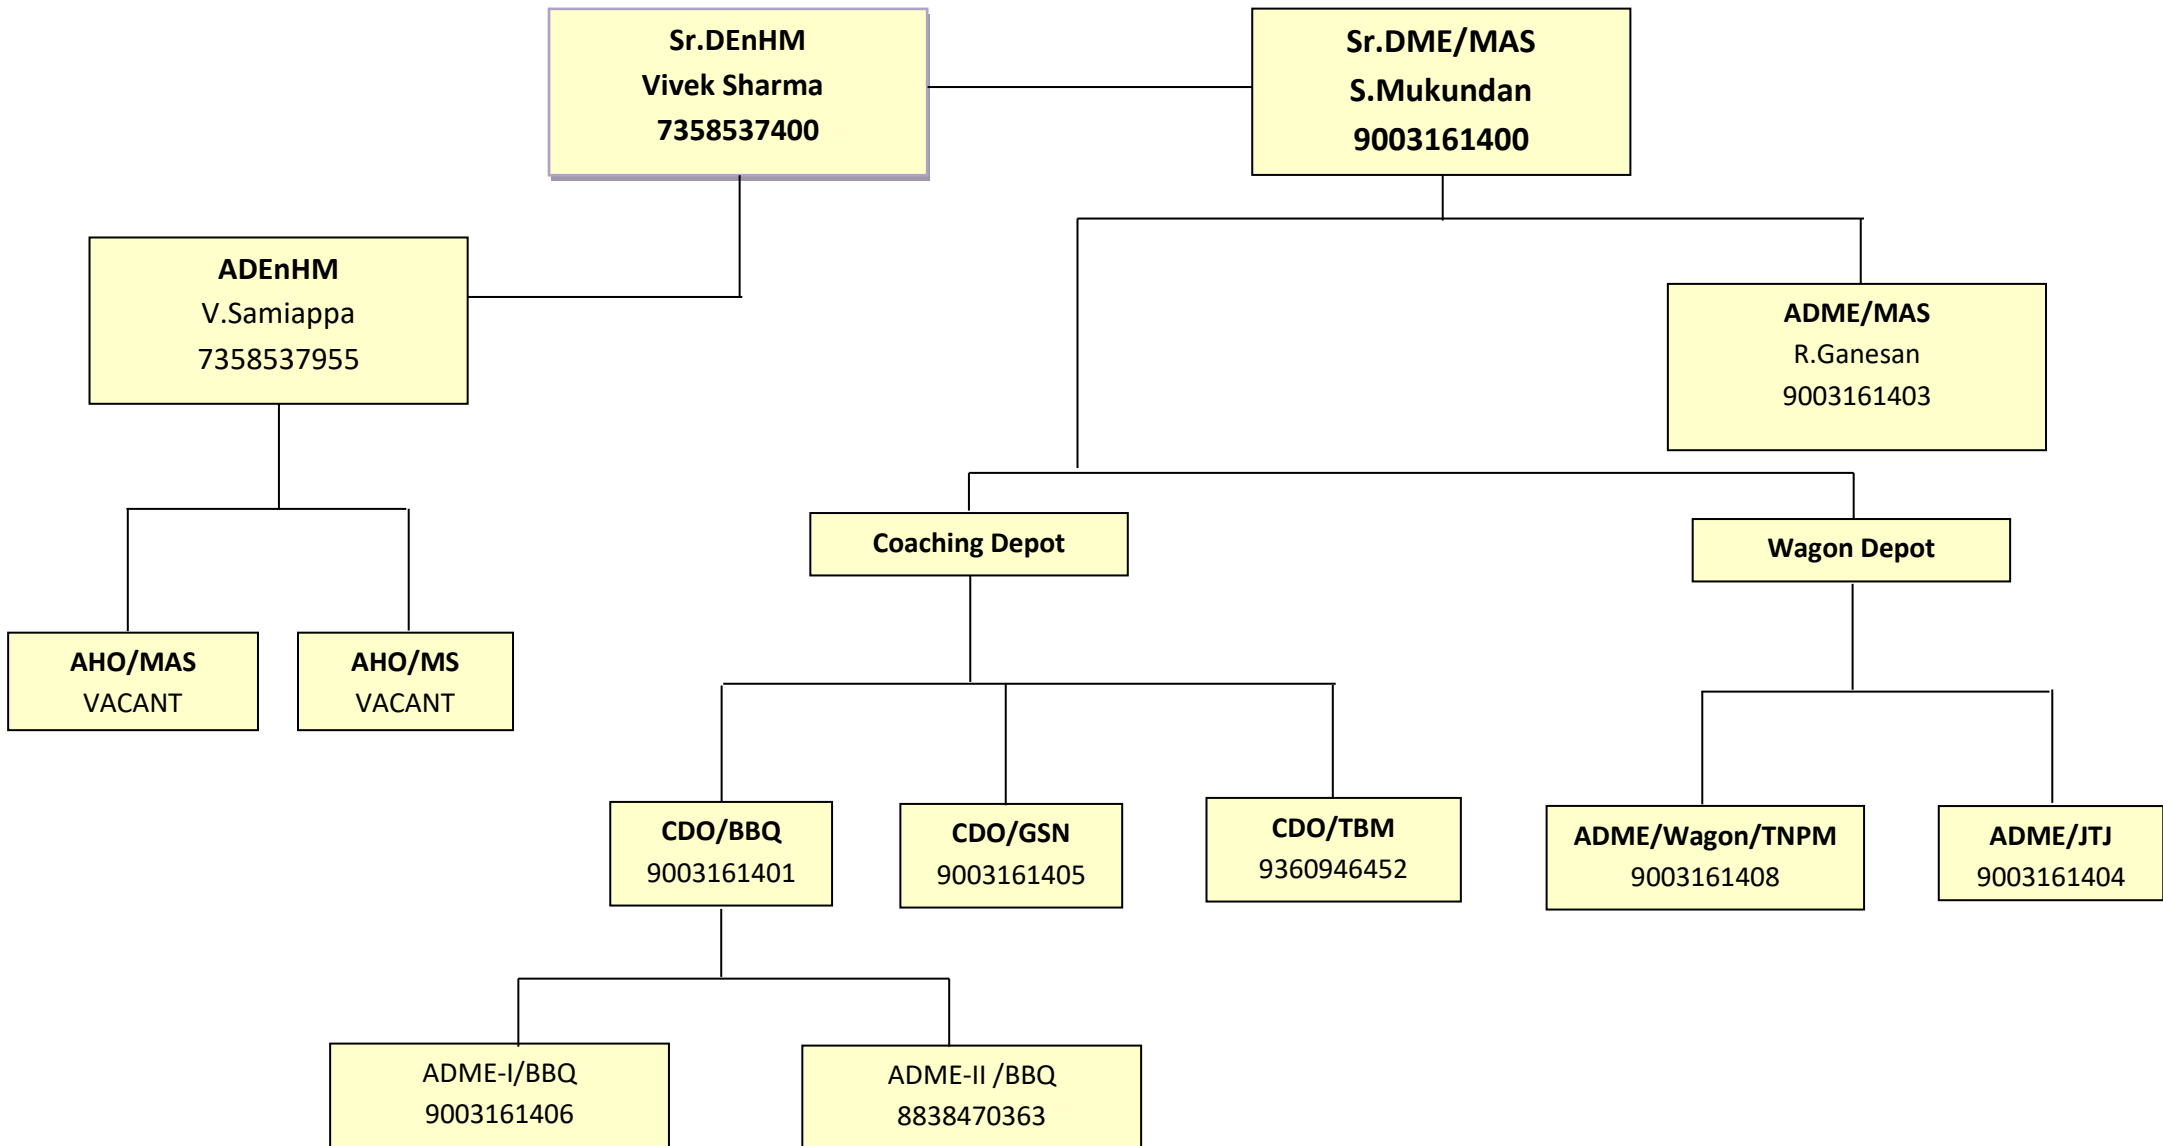 Sr.DEnHM
Vivek Sharma
7358537400
Sr.DME/MAS
S.Mukundan
9003161400
ADEnHM
V.Samiappa
7358537955
ADME/MAS
R.Ganesan
9003161403
Coaching Depot
Wagon Depot
AHO/MAS
VACANT
AHO/MS
VACANT
CDO/BBQ
9003161401
CDO/GSN
9003161405
CDO/TBM
9360946452
ADME/Wagon/TNPM
9003161408
ADME/JTJ
9003161404
ADME-I/BBQ
9003161406
ADME-II /BBQ
8838470363